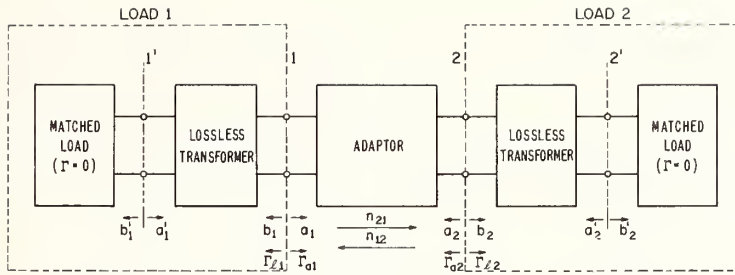 LOAD 1
LOAD 2
1'
1
2
2'
MATCHED
LOAD
(Γ = 0)
LOSSLESS
TRANSFORMER
ADAPTOR
LOSSLESS
TRANSFORMER
MATCHED
LOAD
(Γ = 0)
b'₁ a'₁
b₁ a₁
η₂₁
η₁₂
a₂ b₂
a'₂ b'₂
Γℓ₁ Γa₁
Γa₂ Γℓ₂